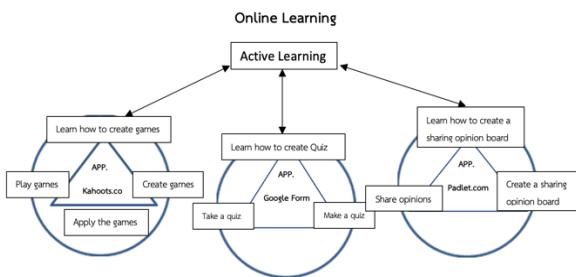 Online Learning
Active Learning
Learn how to create games
APP.
Kahoots.co
Play games
Create games
Apply the games
Learn how to create Quiz
APP.
Google Form
Take a quiz
Make a quiz
Learn how to create a
sharing opinion board
APP.
Padlet.com
Share opinions
Create a sharing
opinion board